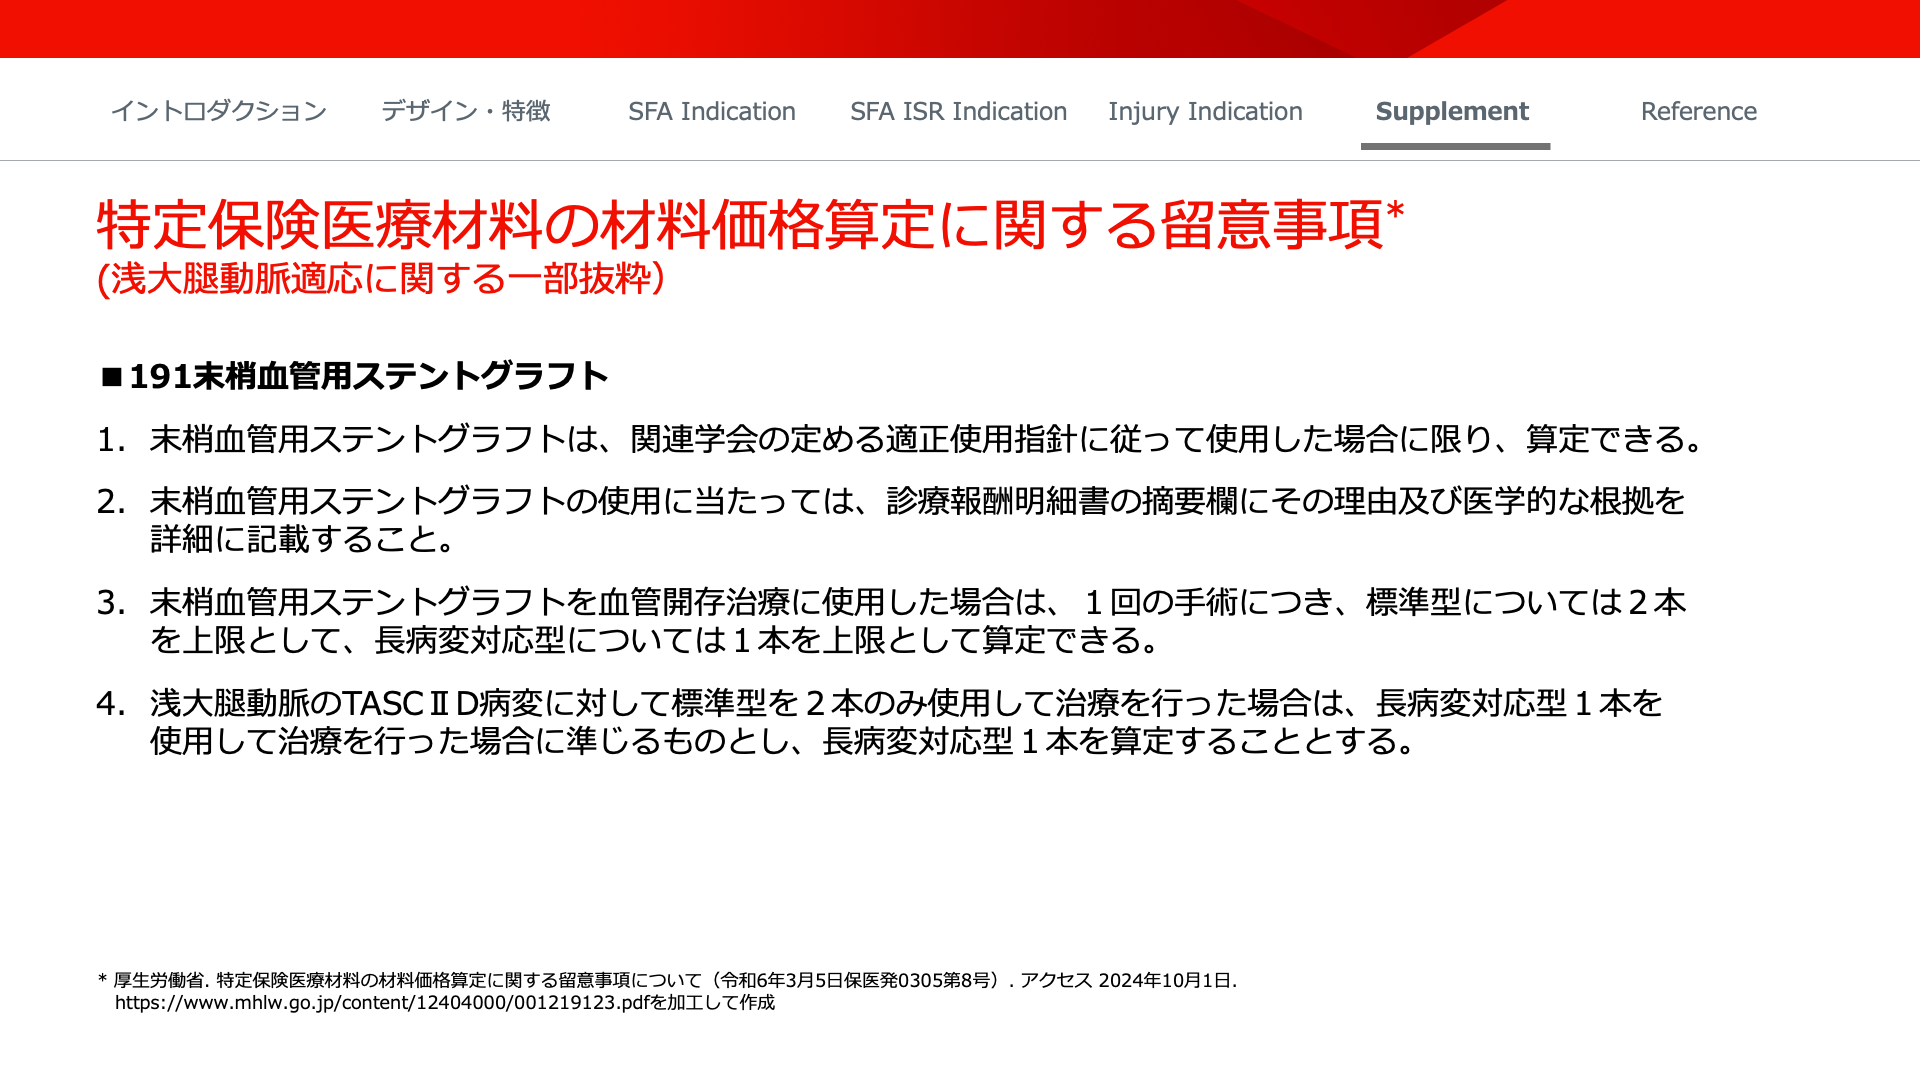 イントロダクション
デザイン・特徴
SFA Indication
SFA ISR Indication
Injury Indication
Supplement
Reference
特定保険医療材料の材料価格算定に関する留意事項*
(浅大腿動脈適応に関する一部抜粋）
■191末梢血管用ステントグラフト
1. 末梢血管用ステントグラフトは、関連学会の定める適正使用指針に従って使用した場合に限り、算定できる。
2. 末梢血管用ステントグラフトの使用に当たっては、診療報酬明細書の摘要欄にその理由及び医学的な根拠を
詳細に記載すること。
3. 末梢血管用ステントグラフトを血管開存治療に使用した場合は、１回の手術につき、標準型については２本
を上限として、長病変対応型については１本を上限として算定できる。
4. 浅大腿動脈のTASCⅡD病変に対して標準型を２本のみ使用して治療を行った場合は、長病変対応型１本を
使用して治療を行った場合に準じるものとし、長病変対応型１本を算定することとする。
* 厚生労働省. 特定保険医療材料の材料価格算定に関する留意事項について（令和6年3月5日保医発0305第8号）. アクセス 2024年10月1日.
https://www.mhlw.go.jp/content/12404000/001219123.pdfを加工して作成